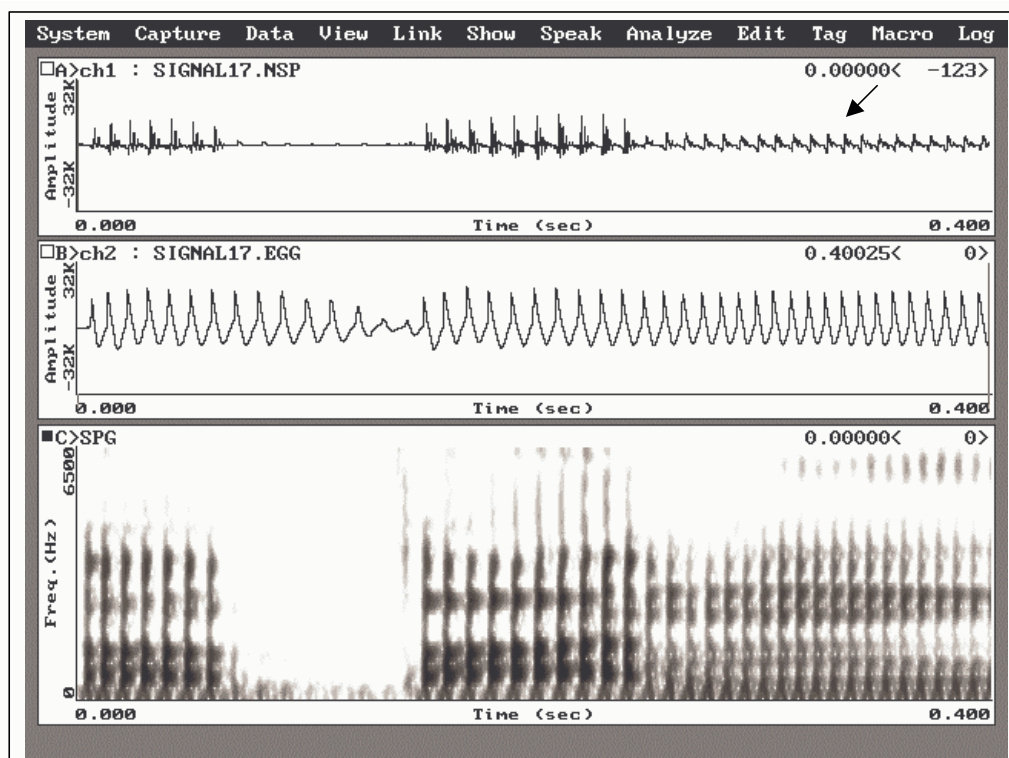 System Capture Data View Link Show Speak Analyze Edit Tag Macro Log
□A>ch1 : SIGNAL17.NSP 0.00000< -123>
Amplitude
32K
-32K
0.000 Time (sec) 0.400
□B>ch2 : SIGNAL17.EGG 0.40025< 0>
Amplitude
32K
-32K
0.000 Time (sec) 0.400
■C>SPG 0.00000< 0>
Freq.(Hz)
6500
0
0.000 Time (sec) 0.400